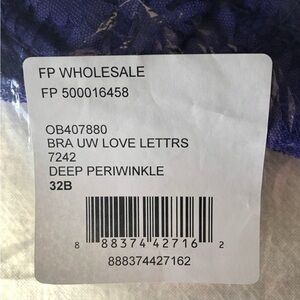 FP WHOLESALE
FP 500016458
OB407880
BRA UW LOVE LETTRS
7242
DEEP PERIWINKLE
32B
8 88374 42716 2
888374427162